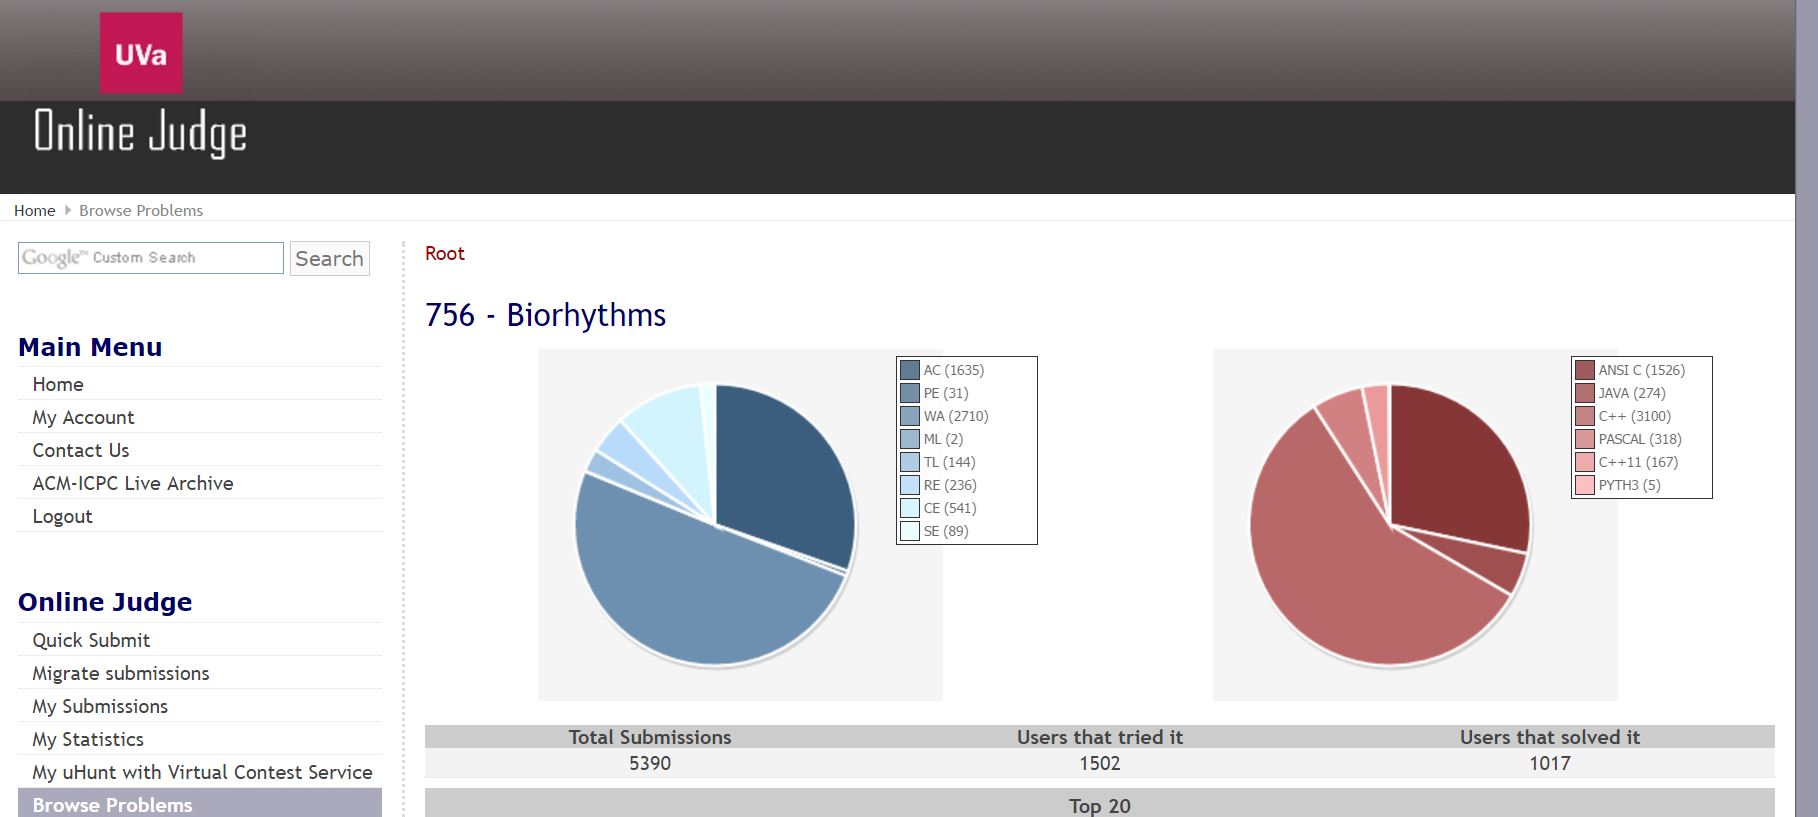 UVa
Online Judge
Home Browse Problems
Google™ Custom Search Search
Main Menu
Home
My Account
Contact Us
ACM-ICPC Live Archive
Logout
Online Judge
Quick Submit
Migrate submissions
My Submissions
My Statistics
My uHunt with Virtual Contest Service
Browse Problems
Root
756 - Biorhythms
AC (1635)
PE (31)
WA (2710)
ML (2)
TL (144)
RE (236)
CE (541)
SE (89)
ANSI C (1526)
JAVA (274)
C++ (3100)
PASCAL (318)
C++11 (167)
PYTH3 (5)
Total Submissions Users that tried it Users that solved it
5390 1502 1017
Top 20